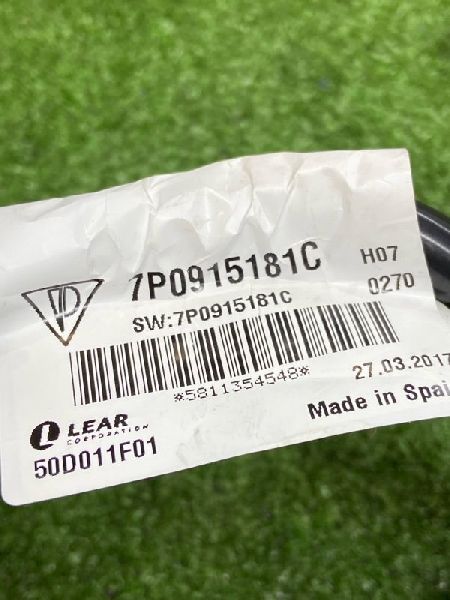 7P0915181C
H07
SW:7P0915181C
0270
*5811354548*
27.03.2017
LEAR
CORPORATION
Made in Spai
50D011F01